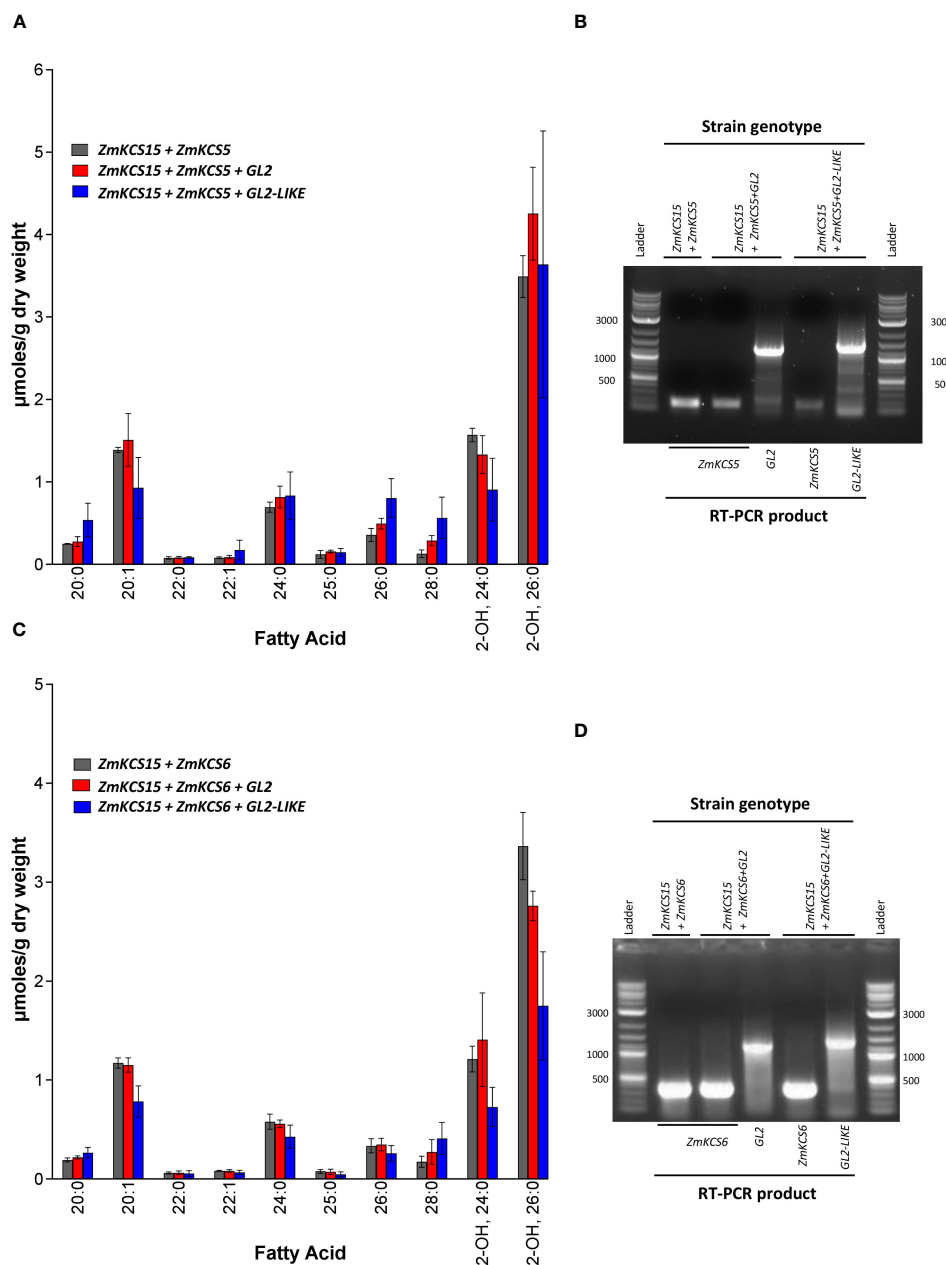 A
6
5
4
3
2
1
0
µmoles/g dry weight
ZmKCS15 + ZmKCS5
ZmKCS15 + ZmKCS5 + GL2
ZmKCS15 + ZmKCS5 + GL2-LIKE
20:0
20:1
22:0
22:1
24:0
25:0
26:0
28:0
2-OH, 24:0
2-OH, 26:0
Fatty Acid
B
Strain genotype
Ladder
ZmKCS15
+ ZmKCS5
ZmKCS15
+ ZmKCS5+GL2
ZmKCS15
+ ZmKCS5+GL2-LIKE
Ladder
3000
1000
500
300
100
50
ZmKCS5
GL2
ZmKCS5
GL2-LIKE
RT-PCR product
C
5
4
3
2
1
0
µmoles/g dry weight
ZmKCS15 + ZmKCS6
ZmKCS15 + ZmKCS6 + GL2
ZmKCS15 + ZmKCS6 + GL2-LIKE
20:0
20:1
22:0
22:1
24:0
25:0
26:0
28:0
2-OH, 24:0
2-OH, 26:0
Fatty Acid
D
Strain genotype
Ladder
ZmKCS15
+ ZmKCS6
ZmKCS15
+ ZmKCS6+GL2
ZmKCS15
+ ZmKCS6+GL2-LIKE
Ladder
3000
1000
500
3000
1000
500
ZmKCS6
GL2
ZmKCS6
GL2-LIKE
RT-PCR product